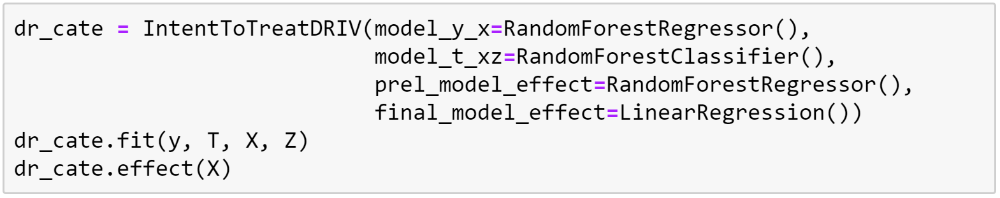 dr_cate = IntentToTreatDRIV(model_y_x=RandomForestRegressor(),
                            model_t_xz=RandomForestClassifier(),
                            prel_model_effect=RandomForestRegressor(),
                            final_model_effect=LinearRegression())
dr_cate.fit(y, T, X, Z)
dr_cate.effect(X)